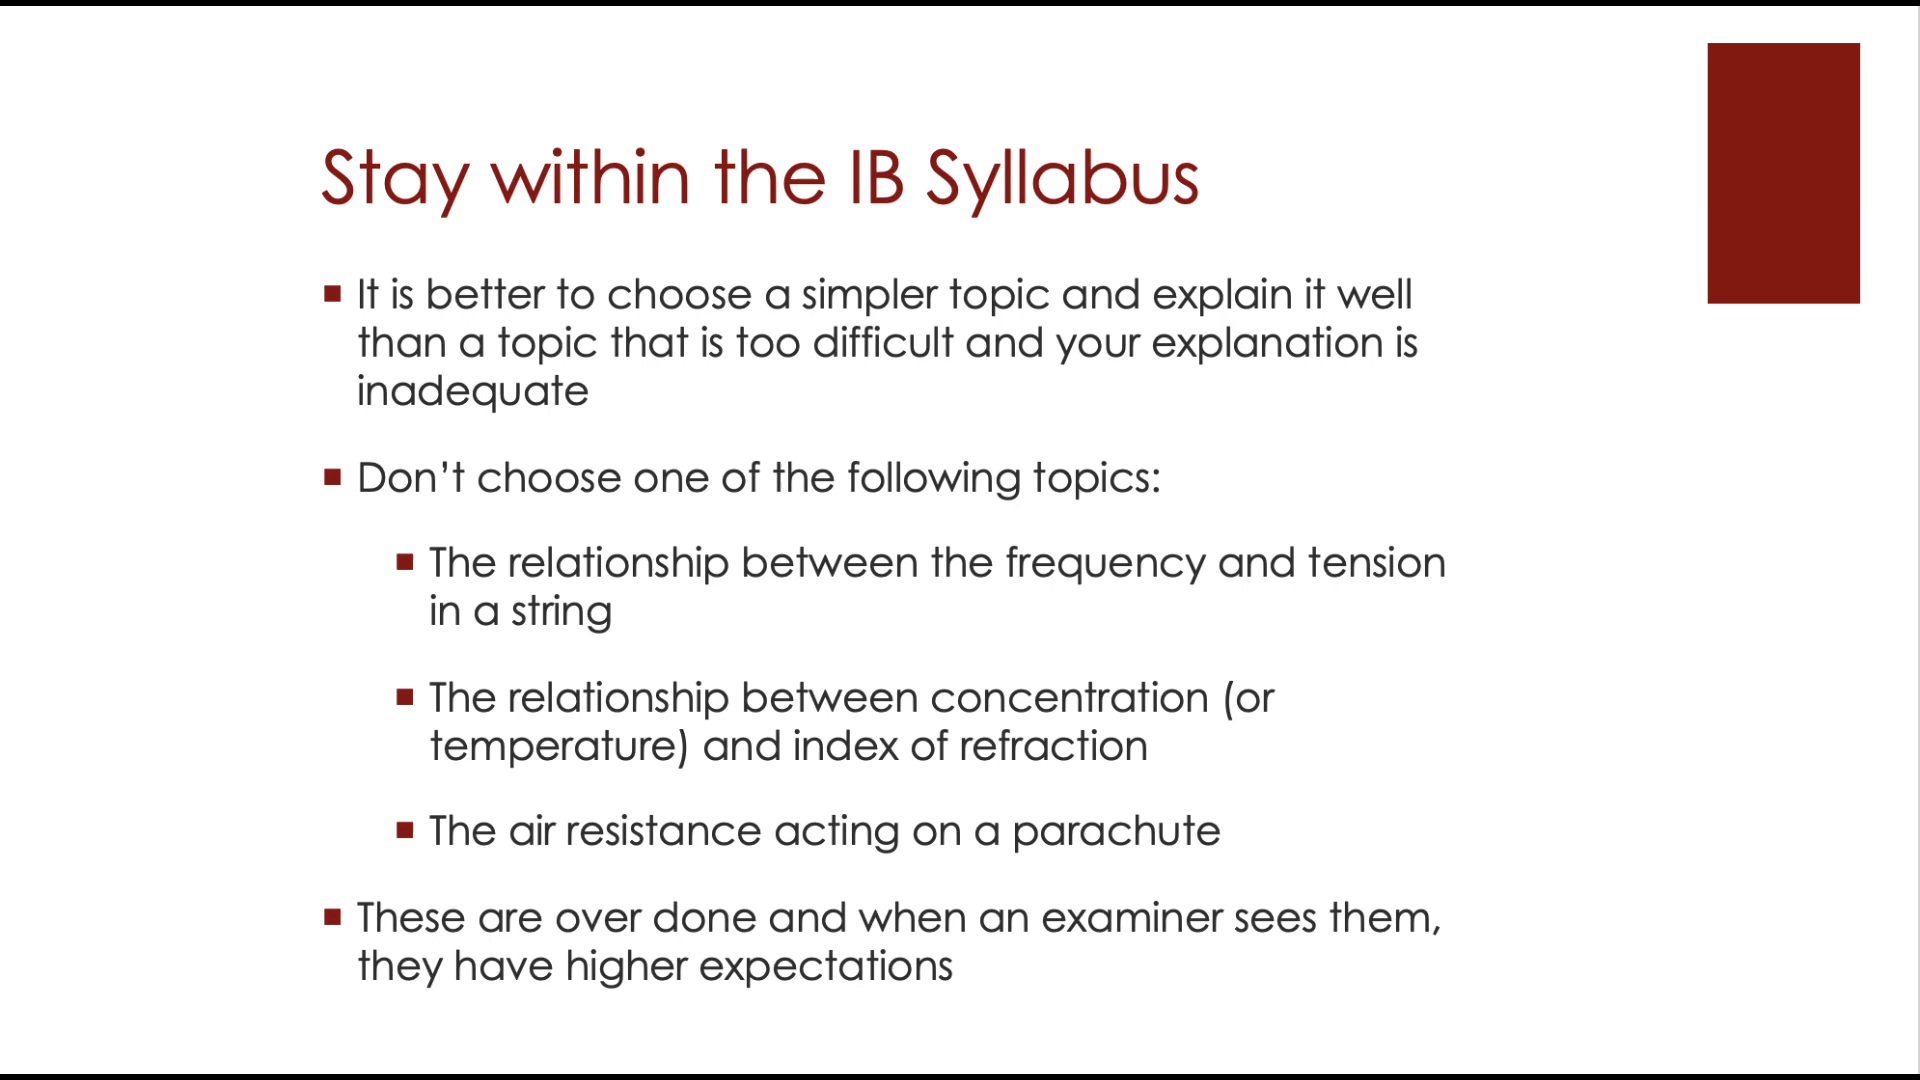 Stay within the IB Syllabus
It is better to choose a simpler topic and explain it well
than a topic that is too difficult and your explanation is
inadequate
Don't choose one of the following topics:
The relationship between the frequency and tension
in a string
The relationship between concentration (or
temperature) and index of refraction
The air resistance acting on a parachute
These are over done and when an examiner sees them,
they have higher expectations